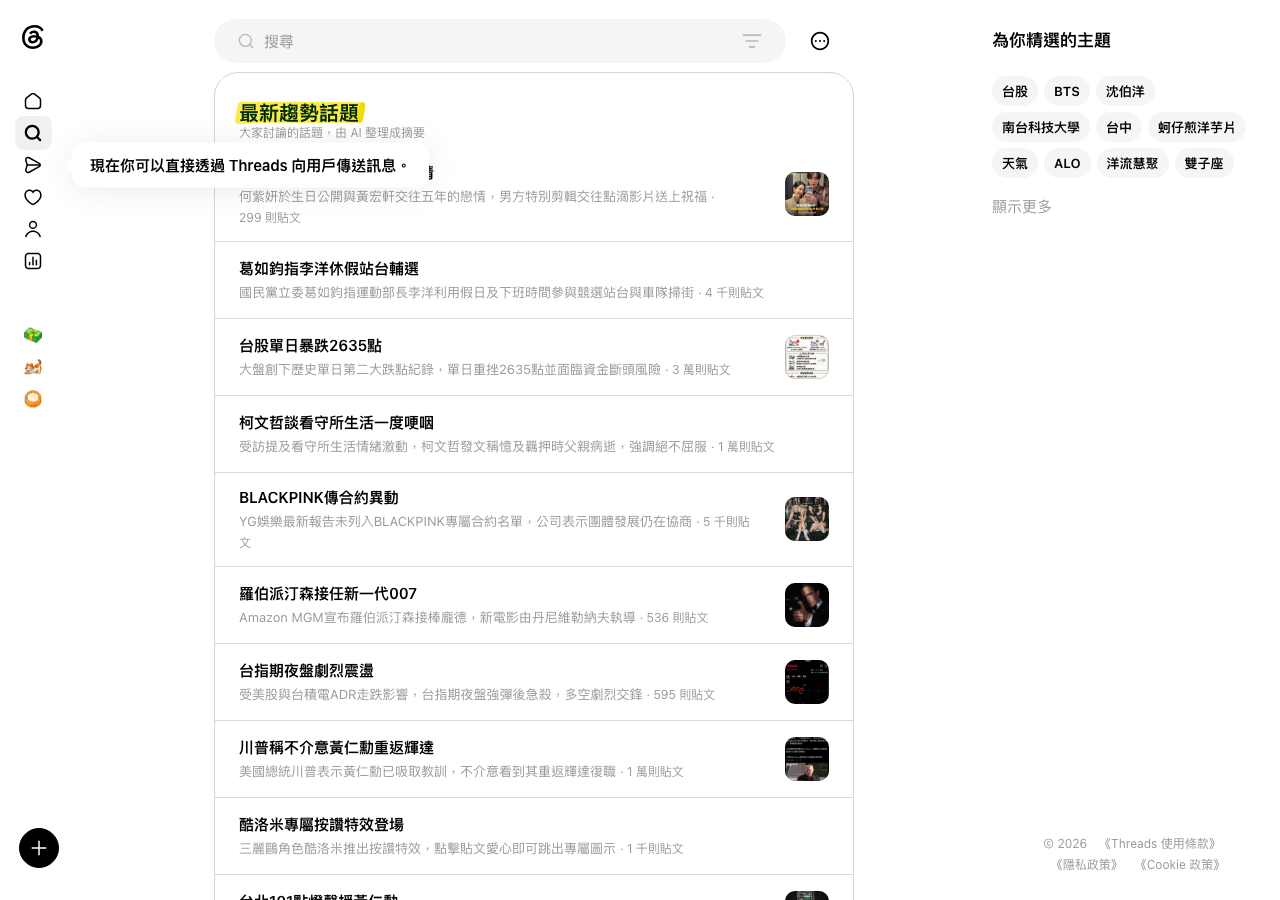 搜尋
最新趨勢話題
大家討論的話題，由 AI 整理成摘要
現在你可以直接透過 Threads 向用戶傳送訊息。
何紫妍於生日公開與黃宏軒交往五年的戀情，男方特別剪輯交往點滴影片送上祝福 ·
299 則貼文
葛如鈞指李洋休假站台輔選
國民黨立委葛如鈞指運動部長李洋利用假日及下班時間參與競選站台與車隊掃街 · 4 千則貼文
台股單日暴跌2635點
大盤創下歷史單日第二大跌點紀錄，單日重挫2635點並面臨資金斷頭風險 · 3 萬則貼文
柯文哲談看守所生活一度哽咽
受訪提及看守所生活情緒激動，柯文哲發文稱憶及羈押時父親病逝，強調絕不屈服 · 1 萬則貼文
BLACKPINK傳合約異動
YG娛樂最新報告未列入BLACKPINK專屬合約名單，公司表示團體發展仍在協商 · 5 千則貼
文
羅伯派汀森接任新一代007
Amazon MGM宣布羅伯派汀森接棒龐德，新電影由丹尼維勒納夫執導 · 536 則貼文
台指期夜盤劇烈震盪
受美股與台積電ADR走跌影響，台指期夜盤強彈後急殺，多空劇烈交鋒 · 595 則貼文
川普稱不介意黃仁勳重返輝達
美國總統川普表示黃仁勳已吸取教訓，不介意看到其重返輝達復職 · 1 萬則貼文
酷洛米專屬按讚特效登場
三麗鷗角色酷洛米推出按讚特效，點擊貼文愛心即可跳出專屬圖示 · 1 千則貼文
為你精選的主題
台股 BTS 沈伯洋
南台科技大學 台中 蚵仔煎洋芋片
天氣 ALO 洋流慧聚 雙子座
顯示更多
© 2026 《Threads 使用條款》
《隱私政策》 《Cookie 政策》